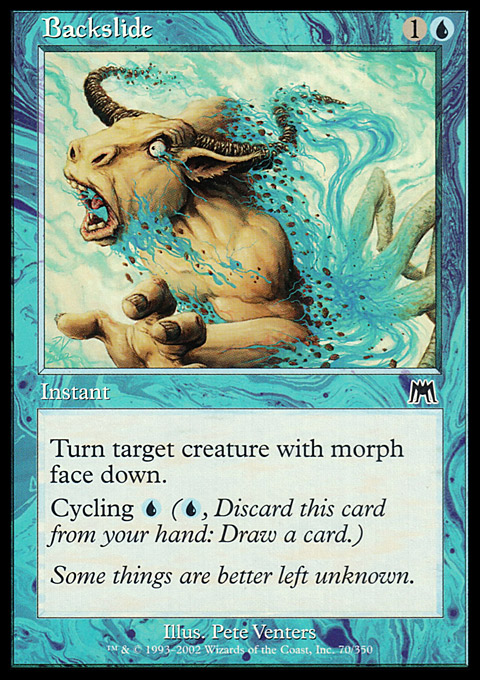 Backslide 1
Instant
Turn target creature with morph
face down.
Cycling (, Discard this card
from your hand: Draw a card.)
Some things are better left unknown.
Illus. Pete Venters
™ & © 1993-2002 Wizards of the Coast, Inc. 70/350